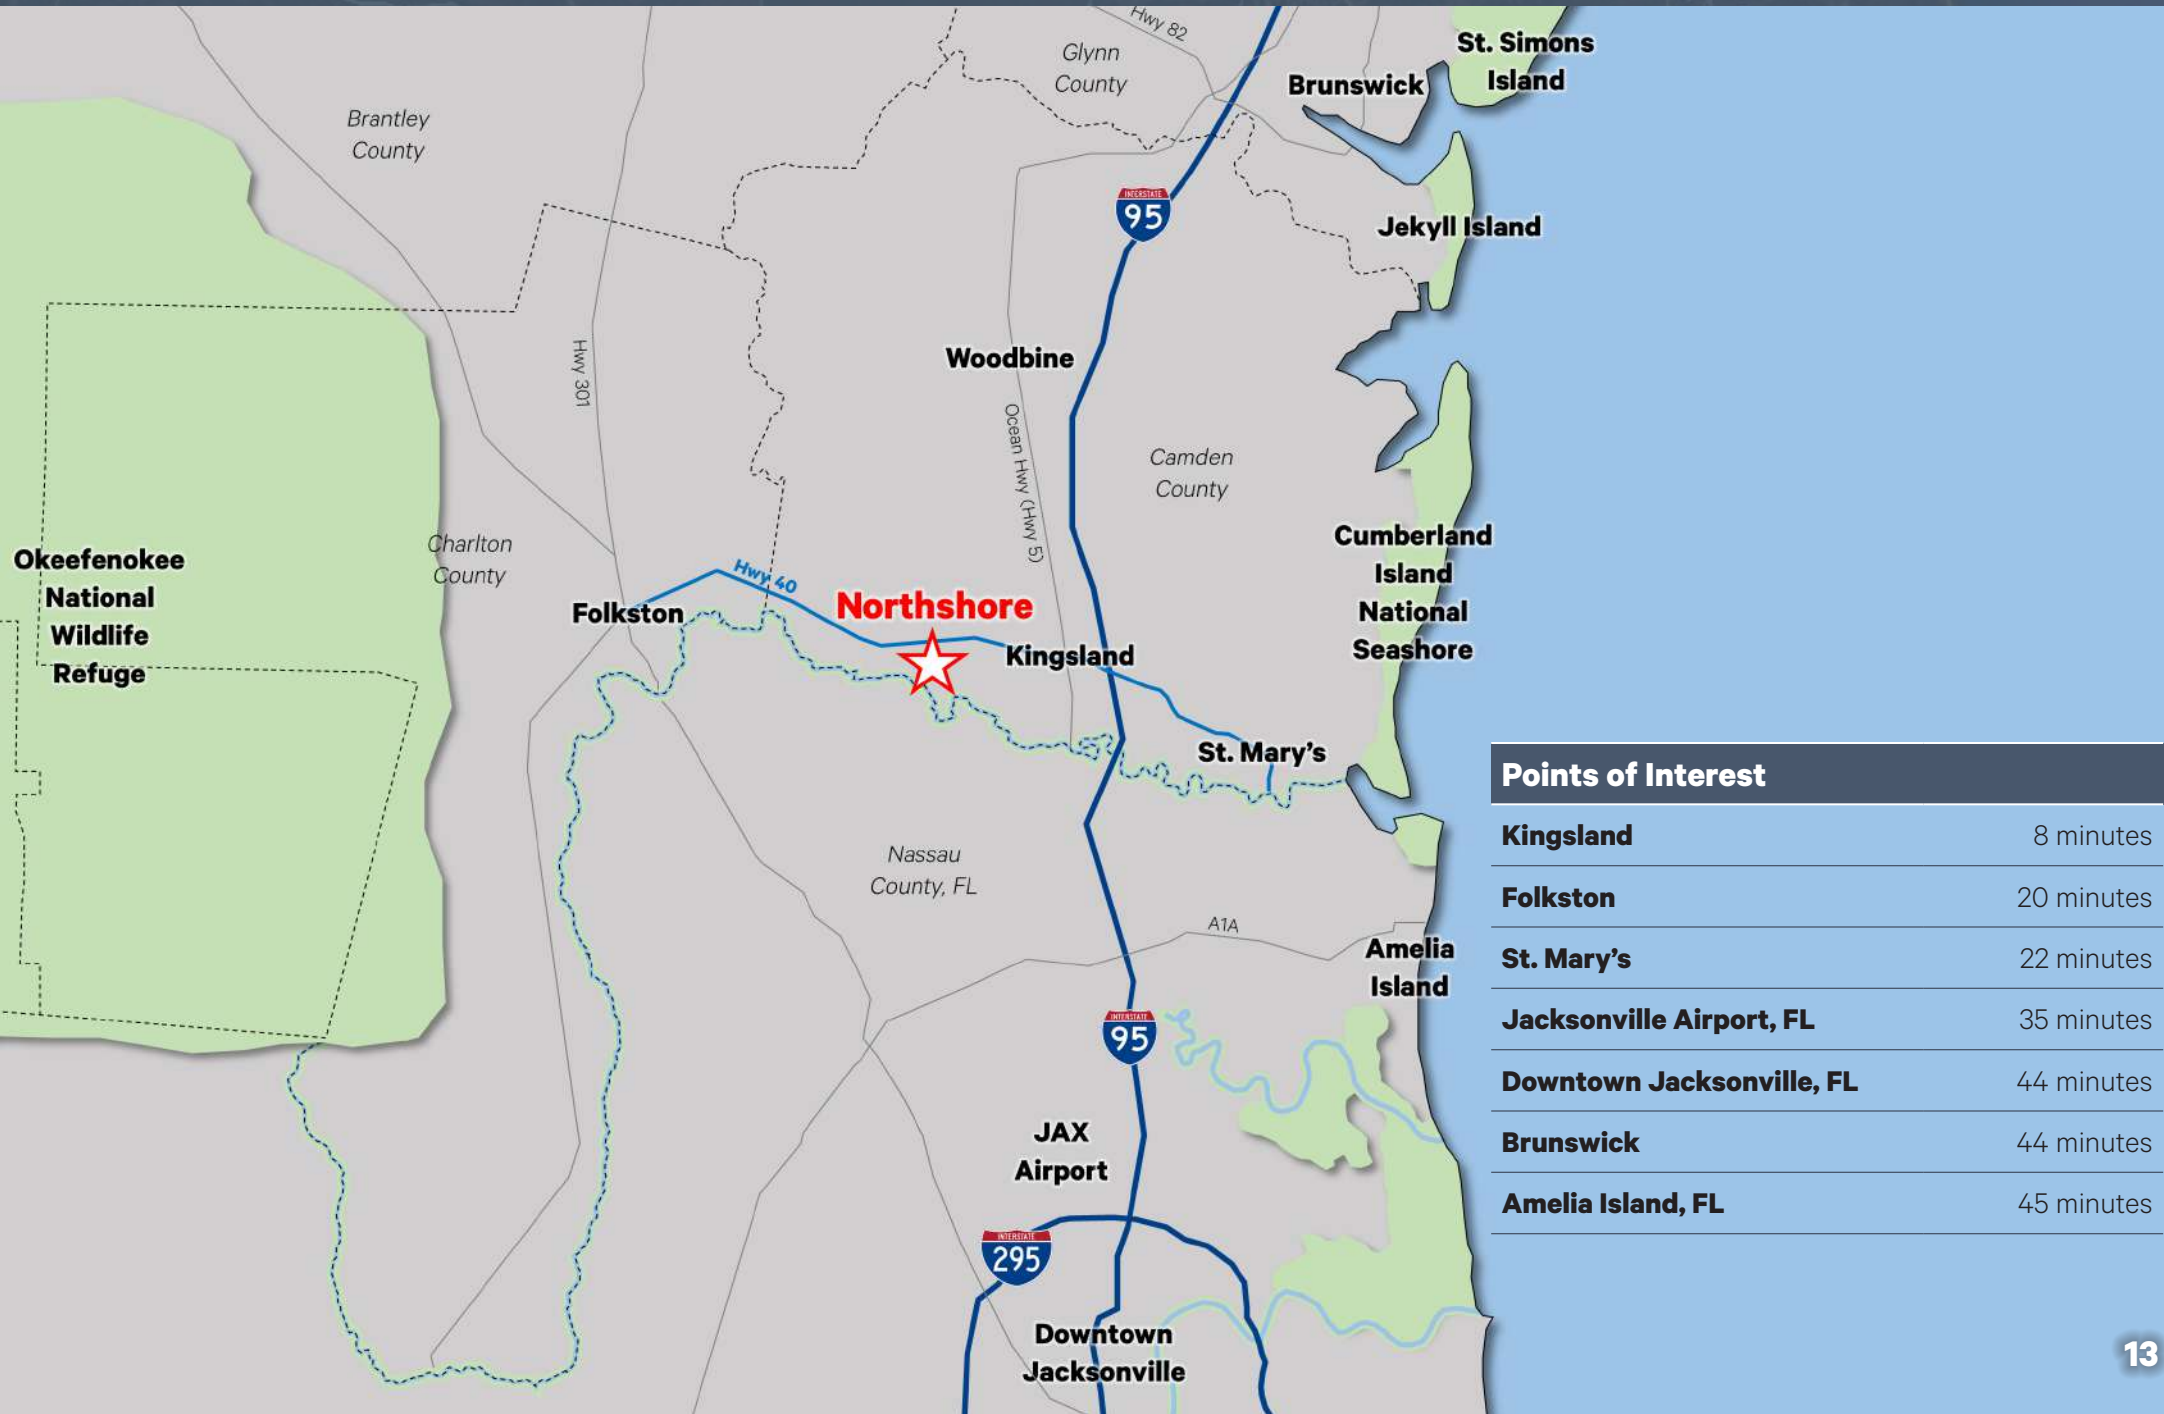 Hwy 82
Glynn
County
St. Simons
Island
Brunswick
Brantley
County
INTERSTATE
95
Jekyll Island
Hwy 301
Woodbine
Ocean Hwy (Hwy 5)
Camden
County
Cumberland
Island
National
Seashore
Okeefenokee
National
Wildlife
Refuge
Charlton
County
Hwy 40
Folkston
Northshore
Kingsland
St. Mary's
Nassau
County, FL
A1A
Amelia
Island
INTERSTATE
95
JAX
Airport
INTERSTATE
295
Downtown
Jacksonville
Points of Interest
Kingsland 8 minutes
Folkston 20 minutes
St. Mary's 22 minutes
Jacksonville Airport, FL 35 minutes
Downtown Jacksonville, FL 44 minutes
Brunswick 44 minutes
Amelia Island, FL 45 minutes
13